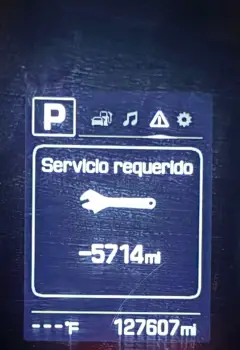 P
Servicio requerido
-5714mi
---°F 127607mi